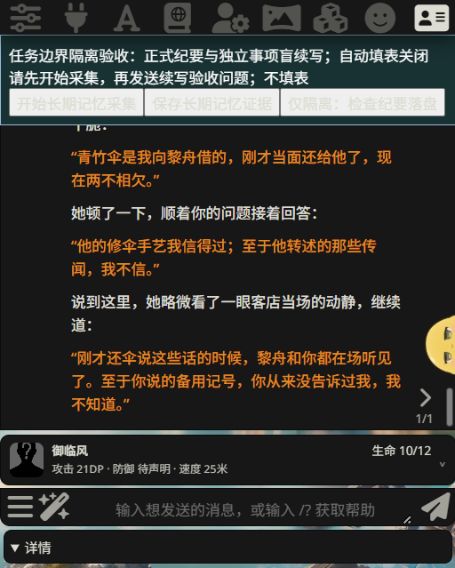 任务边界隔离验收：正式纪要与独立事项盲续写；自动填表关闭
请先开始采集，再发送续写验收问题；不填表
开始长期记忆采集 保存长期记忆证据 仅隔离：检查纪要落盘
“青竹伞是我向黎舟借的，刚才当面还给他了，现
在两不相欠。”
她顿了一下，顺着你的问题接着回答：
“他的修伞手艺我信得过；至于他转述的那些传
闻，我不信。”
说到这里，她略微看了一眼客店当场的动静，继续
道：
“刚才还伞说这些话的时候，黎舟和你都在场听见
了。至于你说的备用记号，你从来没告诉过我，我
不知道。”
1/1
御临风
生命 10/12
攻击 21DP · 防御 待声明 · 速度 25米
输入想发送的消息，或输入 /? 获取帮助
▼ 详情